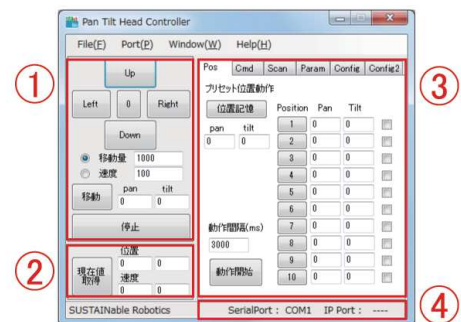 Pan Tilt Head Controller
File(F) Port(P) Window(W) Help(H)
①
Up
Left 0 Right
Down
移動量 1000
速度 100
pan tilt
移動 0 0
停止
②
位置
現在値取得 0 0
速度
0 0
③
Pos Cmd Scan Param Config Config2
プリセット位置動作
位置記憶 Position Pan Tilt
pan tilt
0 0
1 0 0
2 0 0
3 0 0
4 0 0
5 0 0
6 0 0
7 0 0
8 0 0
9 0 0
10 0 0
動作間隔(ms)
3000
動作開始
SUSTAINable Robotics
SerialPort : COM1 IP Port : ----
④